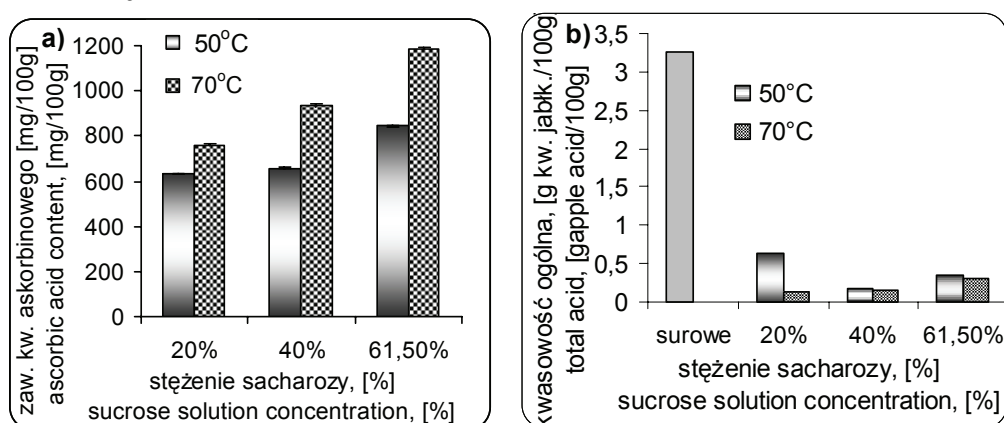 a)
zaw. kw. askorbinowego [mg/100g]
ascorbic acid content, [mg/100g]
1200
1000
800
600
400
200
0
50°C
70°C
20% 40% 61,50%
stężenie sacharozy, [%]
sucrose solution concentration, [%]
b)
kwasowość ogólna, [g kw. jabłk./100g]
total acid, [gapple acid/100g]
3,5
3
2,5
2
1,5
1
0,5
0
50°C
70°C
surowe 20% 40% 61,50%
stężenie sacharozy, [%]
sucrose solution concentration, [%]